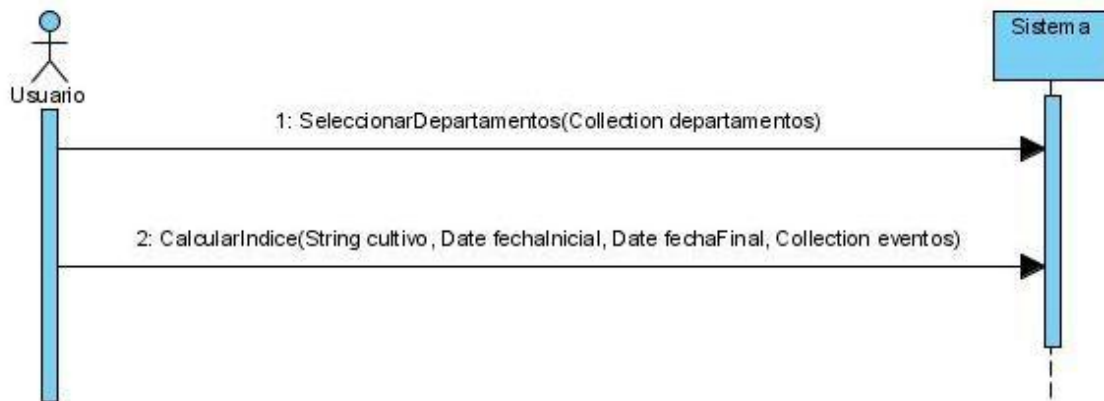 Sistema
Usuario
1: SeleccionarDepartamentos(Collection departamentos)
2: CalcularIndice(String cultivo, Date fechaInicial, Date fechaFinal, Collection eventos)